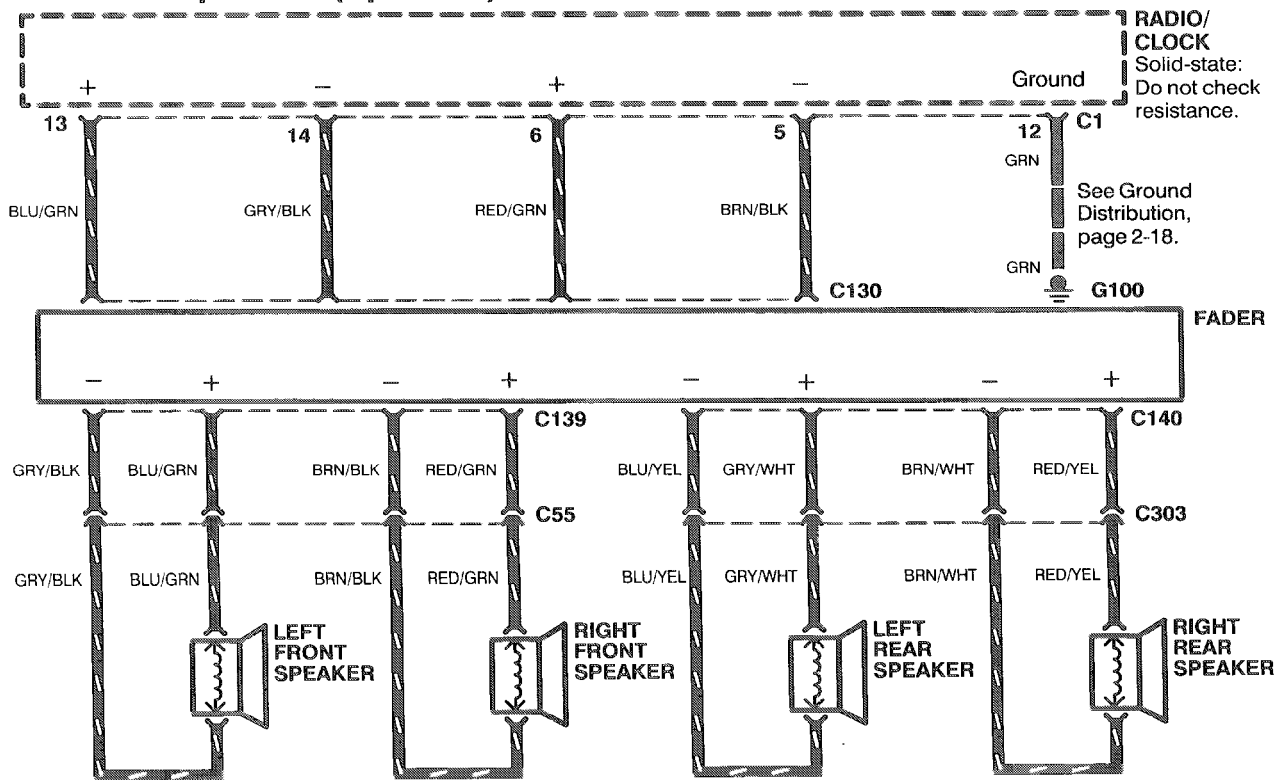 RADIO/
CLOCK
Solid-state:
Do not check
resistance.
+ − + − Ground
13 14 6 5 12 C1
GRN
BLU/GRN GRY/BLK RED/GRN BRN/BLK
See Ground
Distribution,
page 2-18.
GRN
C130 G100
FADER
− + − + − + − +
C139 C140
GRY/BLK BLU/GRN BRN/BLK RED/GRN BLU/YEL GRY/WHT BRN/WHT RED/YEL
C55 C303
GRY/BLK BLU/GRN BRN/BLK RED/GRN BLU/YEL GRY/WHT BRN/WHT RED/YEL
LEFT
FRONT
SPEAKER
RIGHT
FRONT
SPEAKER
LEFT
REAR
SPEAKER
RIGHT
REAR
SPEAKER